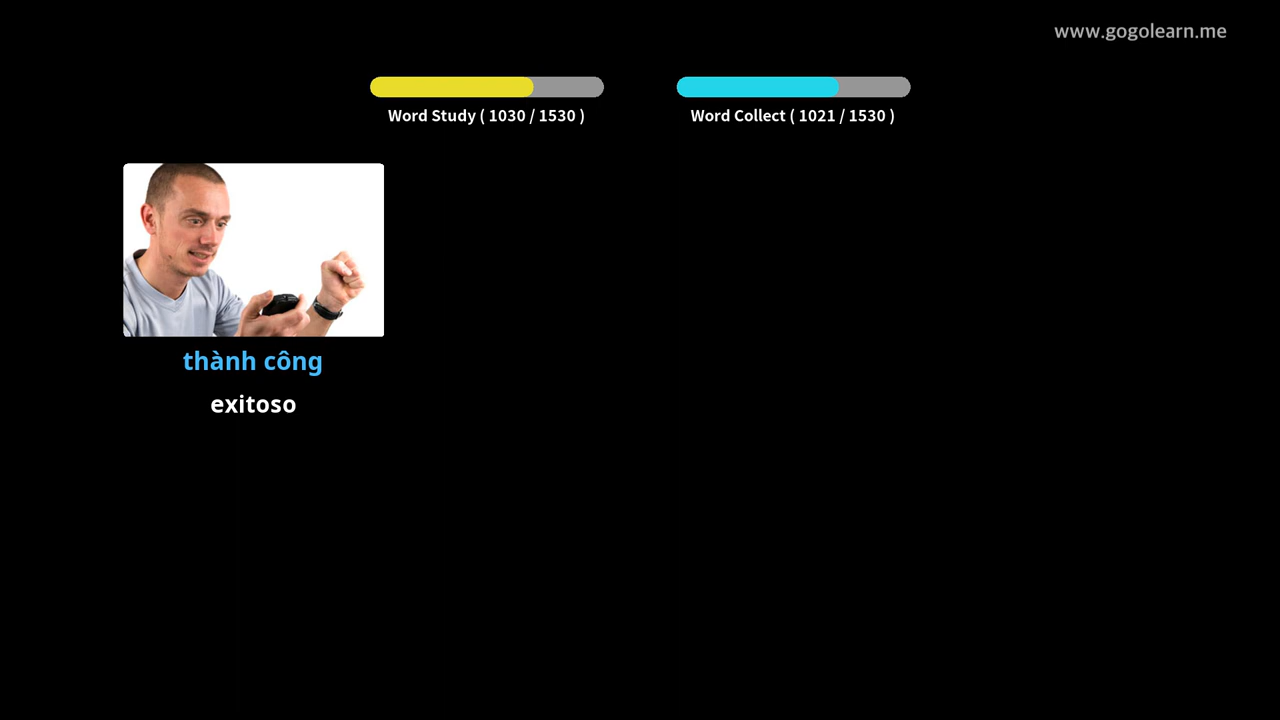 www.gogolearn.me
Word Study ( 1030 / 1530 )
Word Collect ( 1021 / 1530 )
thành công
exitoso